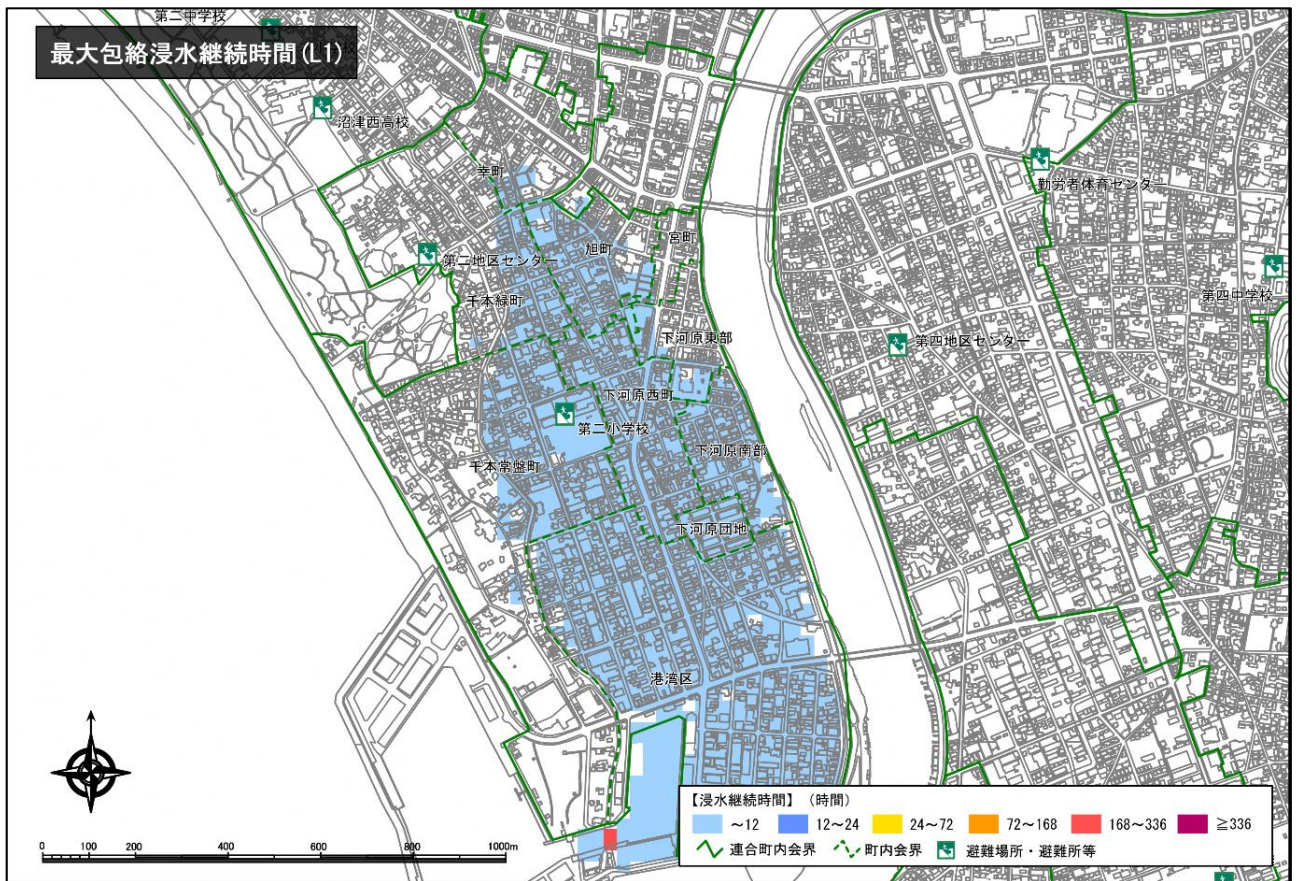 第二中学校
最大包絡浸水継続時間(L1)
沼津西高校
幸町
勤労者体育センター
旭町
宮町
第二地区センター
千本緑町
第四中学校
下河原東部
第四地区センター
下河原西町
第二小学校
下河原南部
千本常盤町
下河原団地
港湾区
【浸水継続時間】（時間）
～12 12～24 24～72 72～168 168～336 ≧336
連合町内会界 町内会界 避難場所・避難所等
0 100 200 400 600 800 1000m